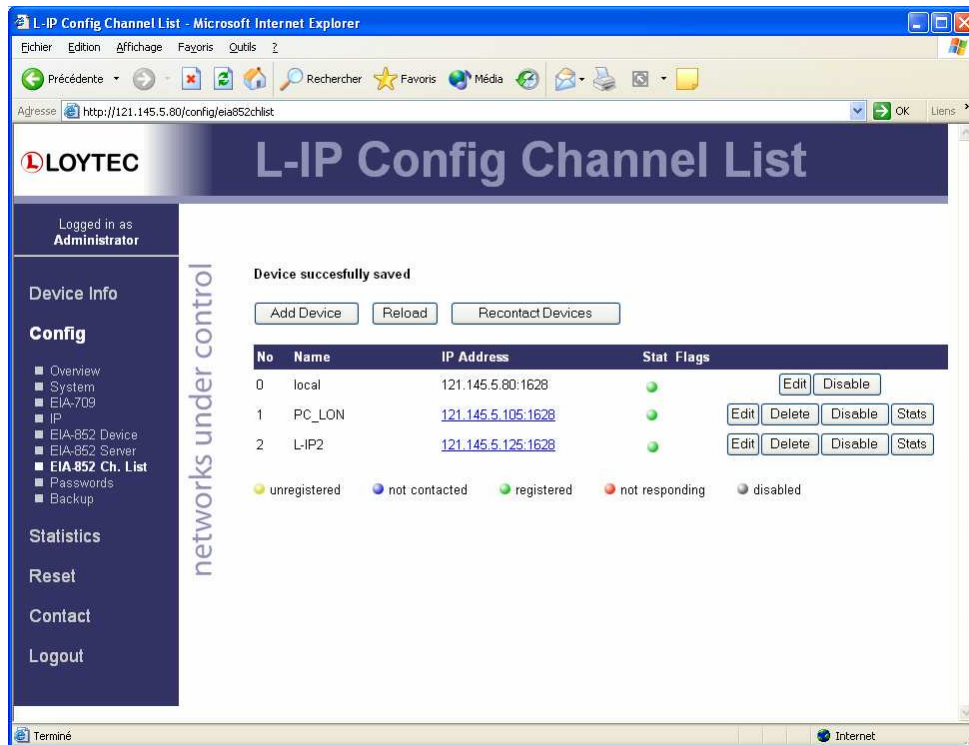 L-IP Config Channel List - Microsoft Internet Explorer
Fichier Edition Affichage Favoris Outils ?
Précédente Rechercher Favoris Média
Adresse http://121.145.5.80/config/eia852chlist OK Liens »
LOYTEC
L-IP Config Channel List
Logged in as
Administrator
Device Info
Config
Overview
System
EIA-709
IP
EIA-852 Device
EIA-852 Server
EIA-852 Ch. List
Passwords
Backup
Statistics
Reset
Contact
Logout
networks under control
Device succesfully saved
Add Device Reload Recontact Devices
No Name IP Address Stat Flags
0 local 121.145.5.80:1628 Edit Disable
1 PC_LON 121.145.5.105:1628 Edit Delete Disable Stats
2 L-IP2 121.145.5.125:1628 Edit Delete Disable Stats
unregistered not contacted registered not responding disabled
Terminé Internet